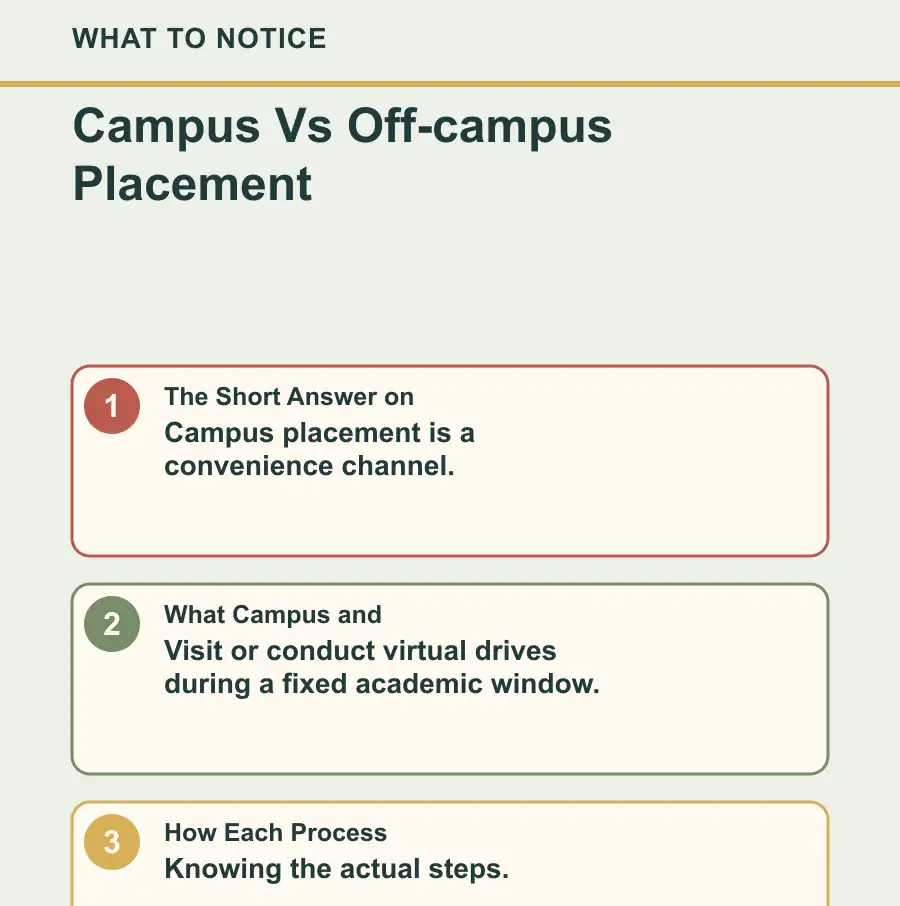 WHAT TO NOTICE
Campus Vs Off-campus
Placement
1
The Short Answer on
Campus placement is a
convenience channel.
2
What Campus and
Visit or conduct virtual drives
during a fixed academic window.
3
How Each Process
Knowing the actual steps.